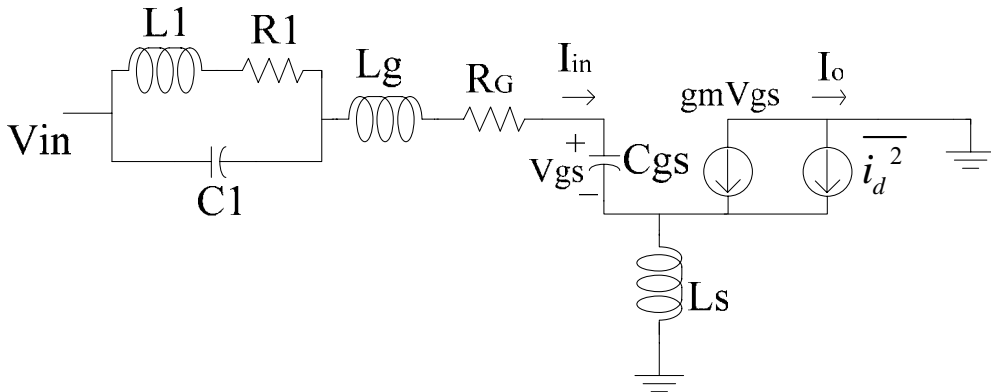 L1
R1
Lg
RG
Iin
gmVgs
Io
Vin
C1
+
Vgs
−
Cgs
id²
Ls